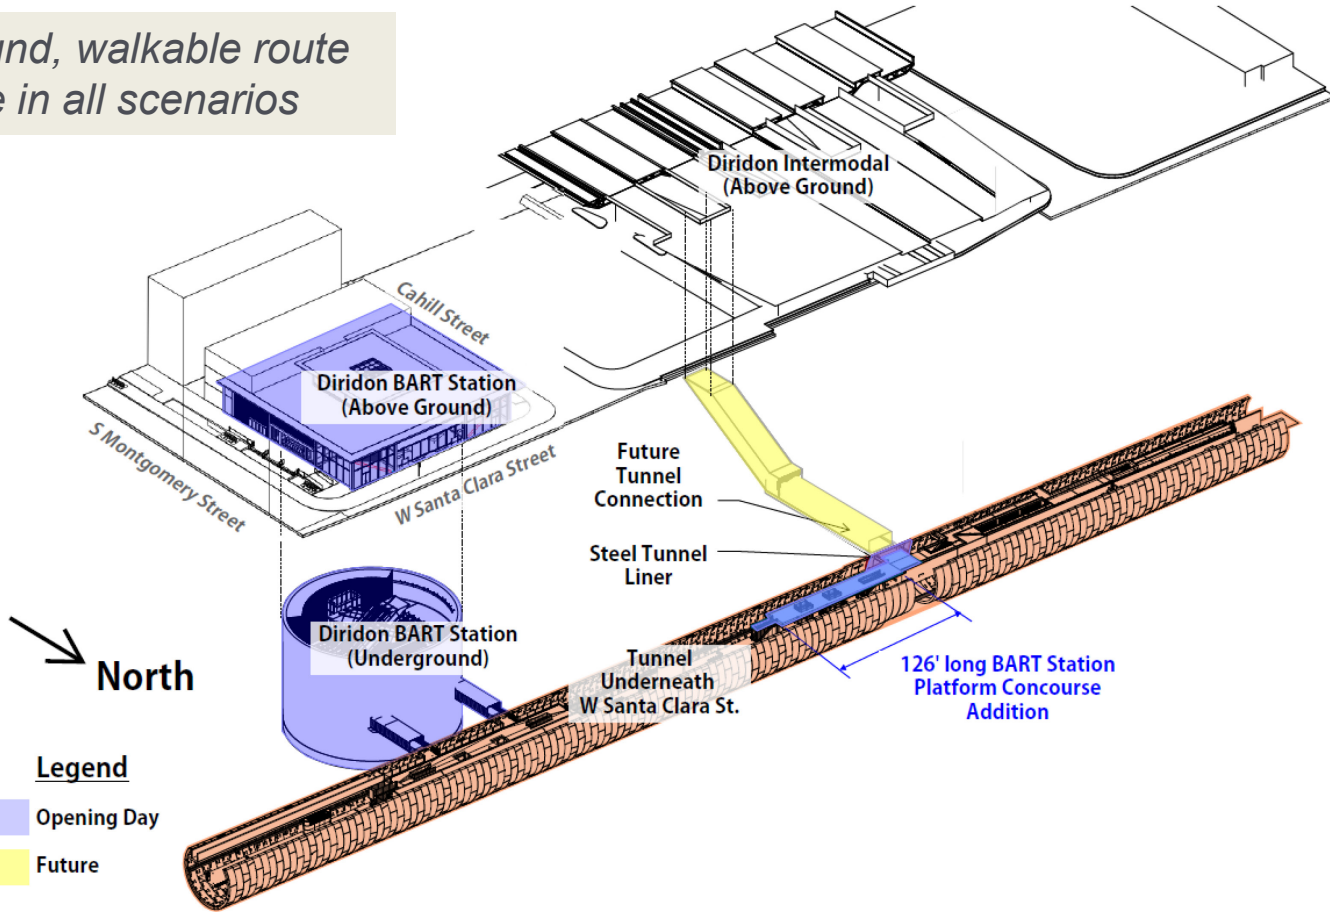 und, walkable route
e in all scenarios
Diridon Intermodal
(Above Ground)
Cahill Street
Diridon BART Station
(Above Ground)
S Montgomery Street
W Santa Clara Street
Future
Tunnel
Connection
Steel Tunnel
Liner
Diridon BART Station
(Underground)
North
Tunnel
Underneath
W Santa Clara St.
126' long BART Station
Platform Concourse
Addition
Legend
Opening Day
Future